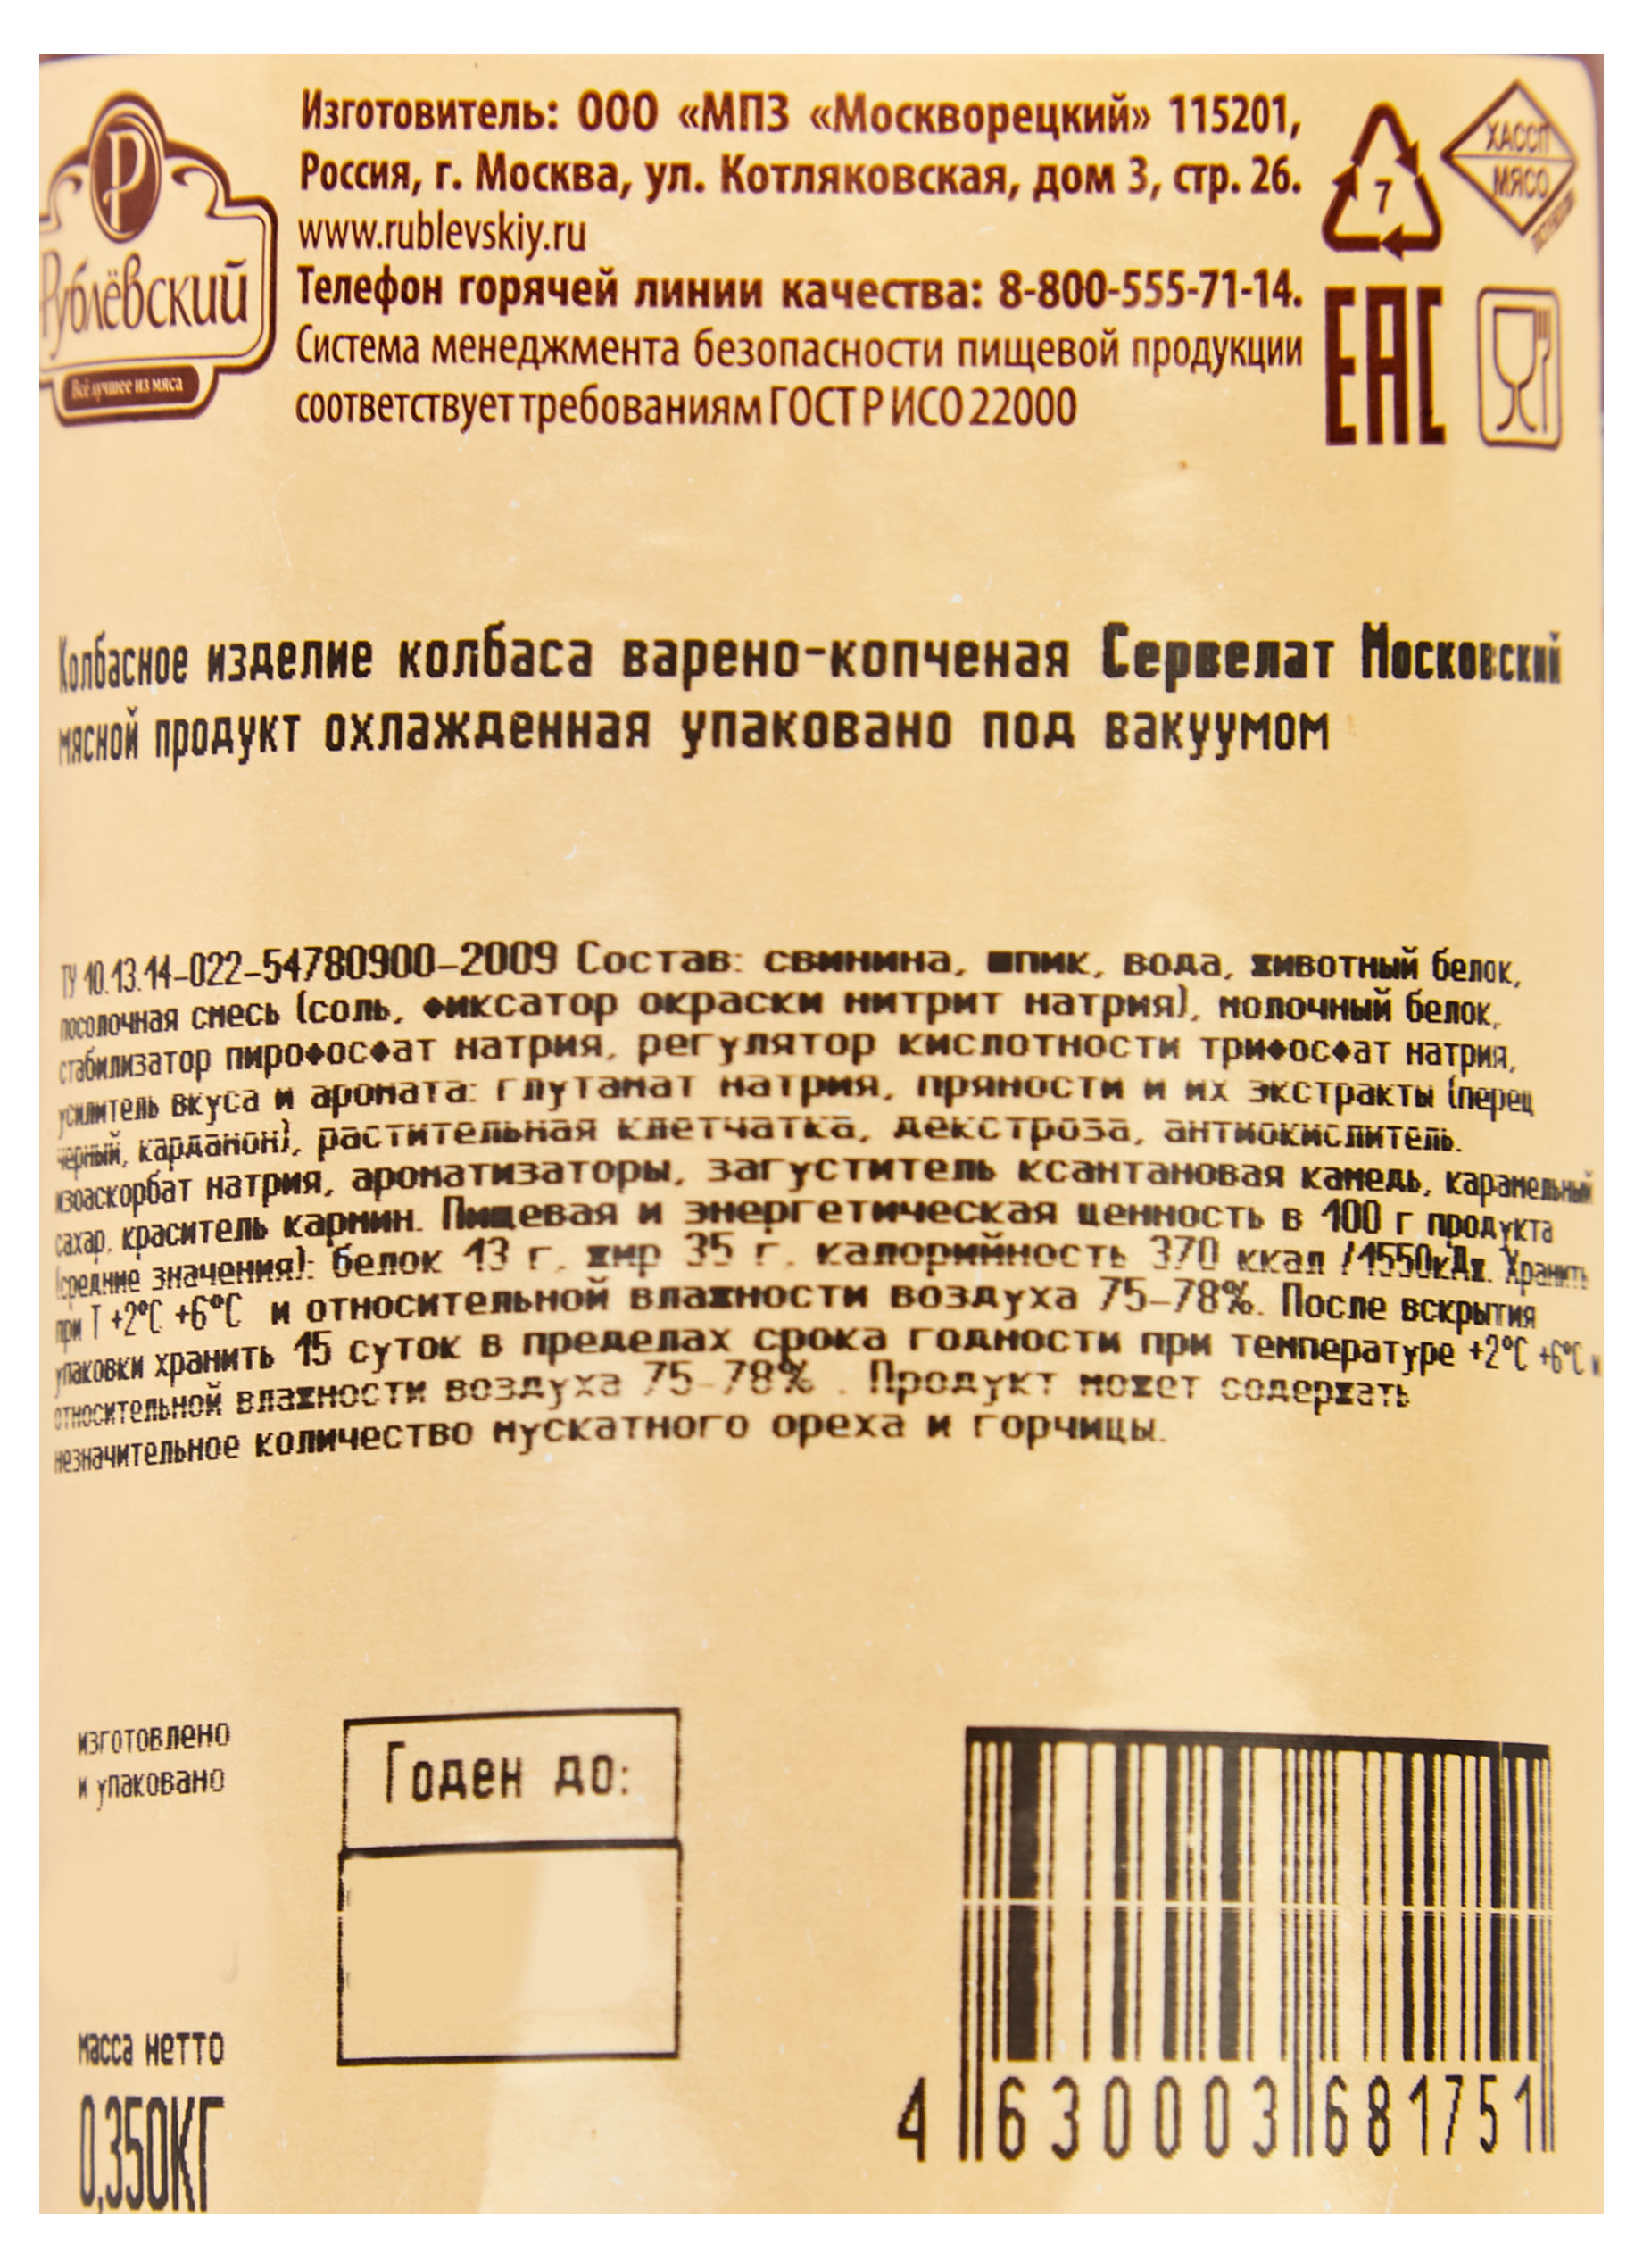 Изготовитель: ООО «МПЗ «Москворецкий» 115201,
Россия, г. Москва, ул. Котляковская, дом 3, стр. 26.
www.rublevskiy.ru
Телефон горячей линии качества: 8-800-555-71-14.
Система менеджмента безопасности пищевой продукции
соответствует требованиям ГОСТ Р ИСО 22000
Р
Рублёвский
Всё лучшее из мяса
7
ХАССП
МЯСО
ЕАС
Колбасное изделие колбаса варено-копченая Сервелат Московский
мясной продукт охлажденная упаковано под вакуумом
ТУ 10.13.14-022-54780900-2009 Состав: свинина, шпик, вода, животный белок,
посолочная смесь (соль, фиксатор окраски нитрит натрия), молочный белок,
стабилизатор пирофосфат натрия, регулятор кислотности трифосфат натрия,
усилитель вкуса и аромата: глутамат натрия, пряности и их экстракты (перец
черный, кардамон), растительная клетчатка, декстроза, антиокислитель.
изоаскорбат натрия, ароматизаторы, загуститель ксантановая камедь, карамельный
сахар, краситель кармин. Пищевая и энергетическая ценность в 100 г продукта
(средние значения): белок 13 г, жир 35 г, калорийность 370 ккал /1550кДж. Хранить
при Т +2°С +6°С и относительной влажности воздуха 75-78%. После вскрытия
упаковки хранить 15 суток в пределах срока годности при температуре +2°С +6°С и
относительной влажности воздуха 75-78% . Продукт может содержать
незначительное количество мускатного ореха и горчицы.
изготовлено
и упаковано
Годен до:
масса нетто
0,350КГ
4 630003 681751